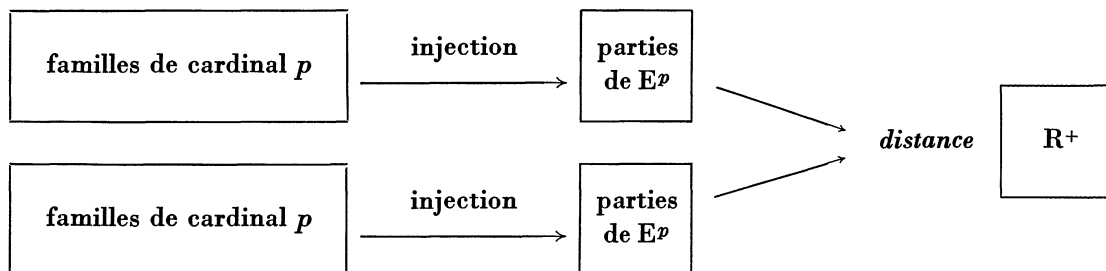 familles de cardinal p
injection
parties
de E^p
distance
R+
familles de cardinal p
injection
parties
de E^p